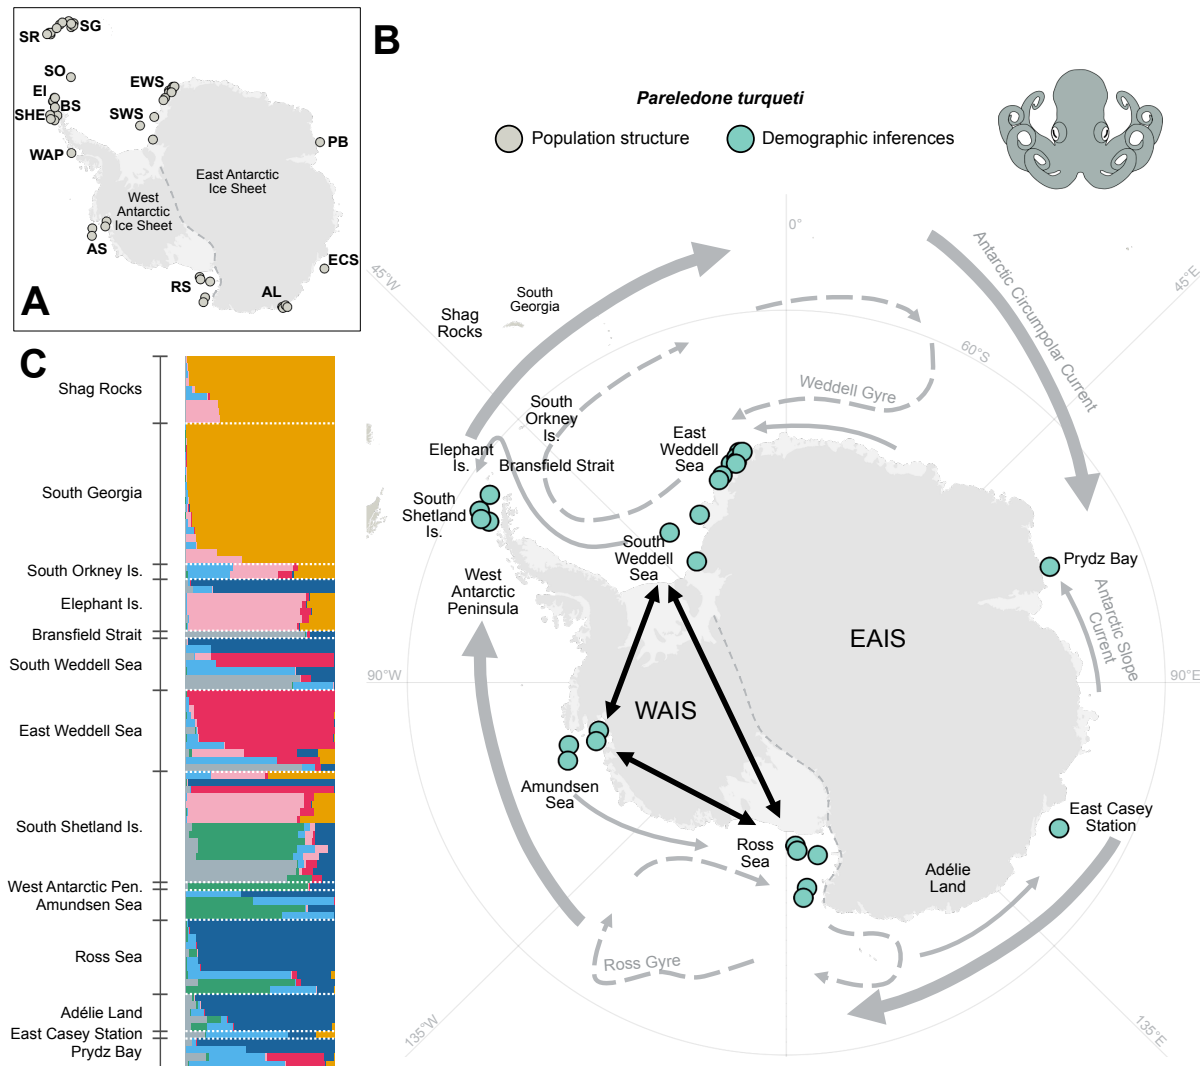 A
SR
SG
SO
EI
BS
SHE
WAP
EWS
SWS
PB
East Antarctic
Ice Sheet
West
Antarctic
Ice Sheet
AS
RS
AL
ECS
B
Pareledone turqueti
Population structure
Demographic inferences
0°
45°W
45°E
60°S
Antarctic Circumpolar Current
South
Georgia
Shag
Rocks
Weddell Gyre
South
Orkney
Is.
East
Weddell
Sea
Elephant
Is.
Bransfield Strait
South
Shetland
Is.
South
Weddell
Sea
Prydz Bay
West
Antarctic
Peninsula
Antarctic Slope
Current
EAIS
90°W
90°E
WAIS
Amundsen
Sea
East Casey
Station
Ross
Sea
Adélie
Land
Ross Gyre
135°W
135°E
C
Shag Rocks
South Georgia
South Orkney Is.
Elephant Is.
Bransfield Strait
South Weddell Sea
East Weddell Sea
South Shetland Is.
West Antarctic Pen.
Amundsen Sea
Ross Sea
Adélie Land
East Casey Station
Prydz Bay